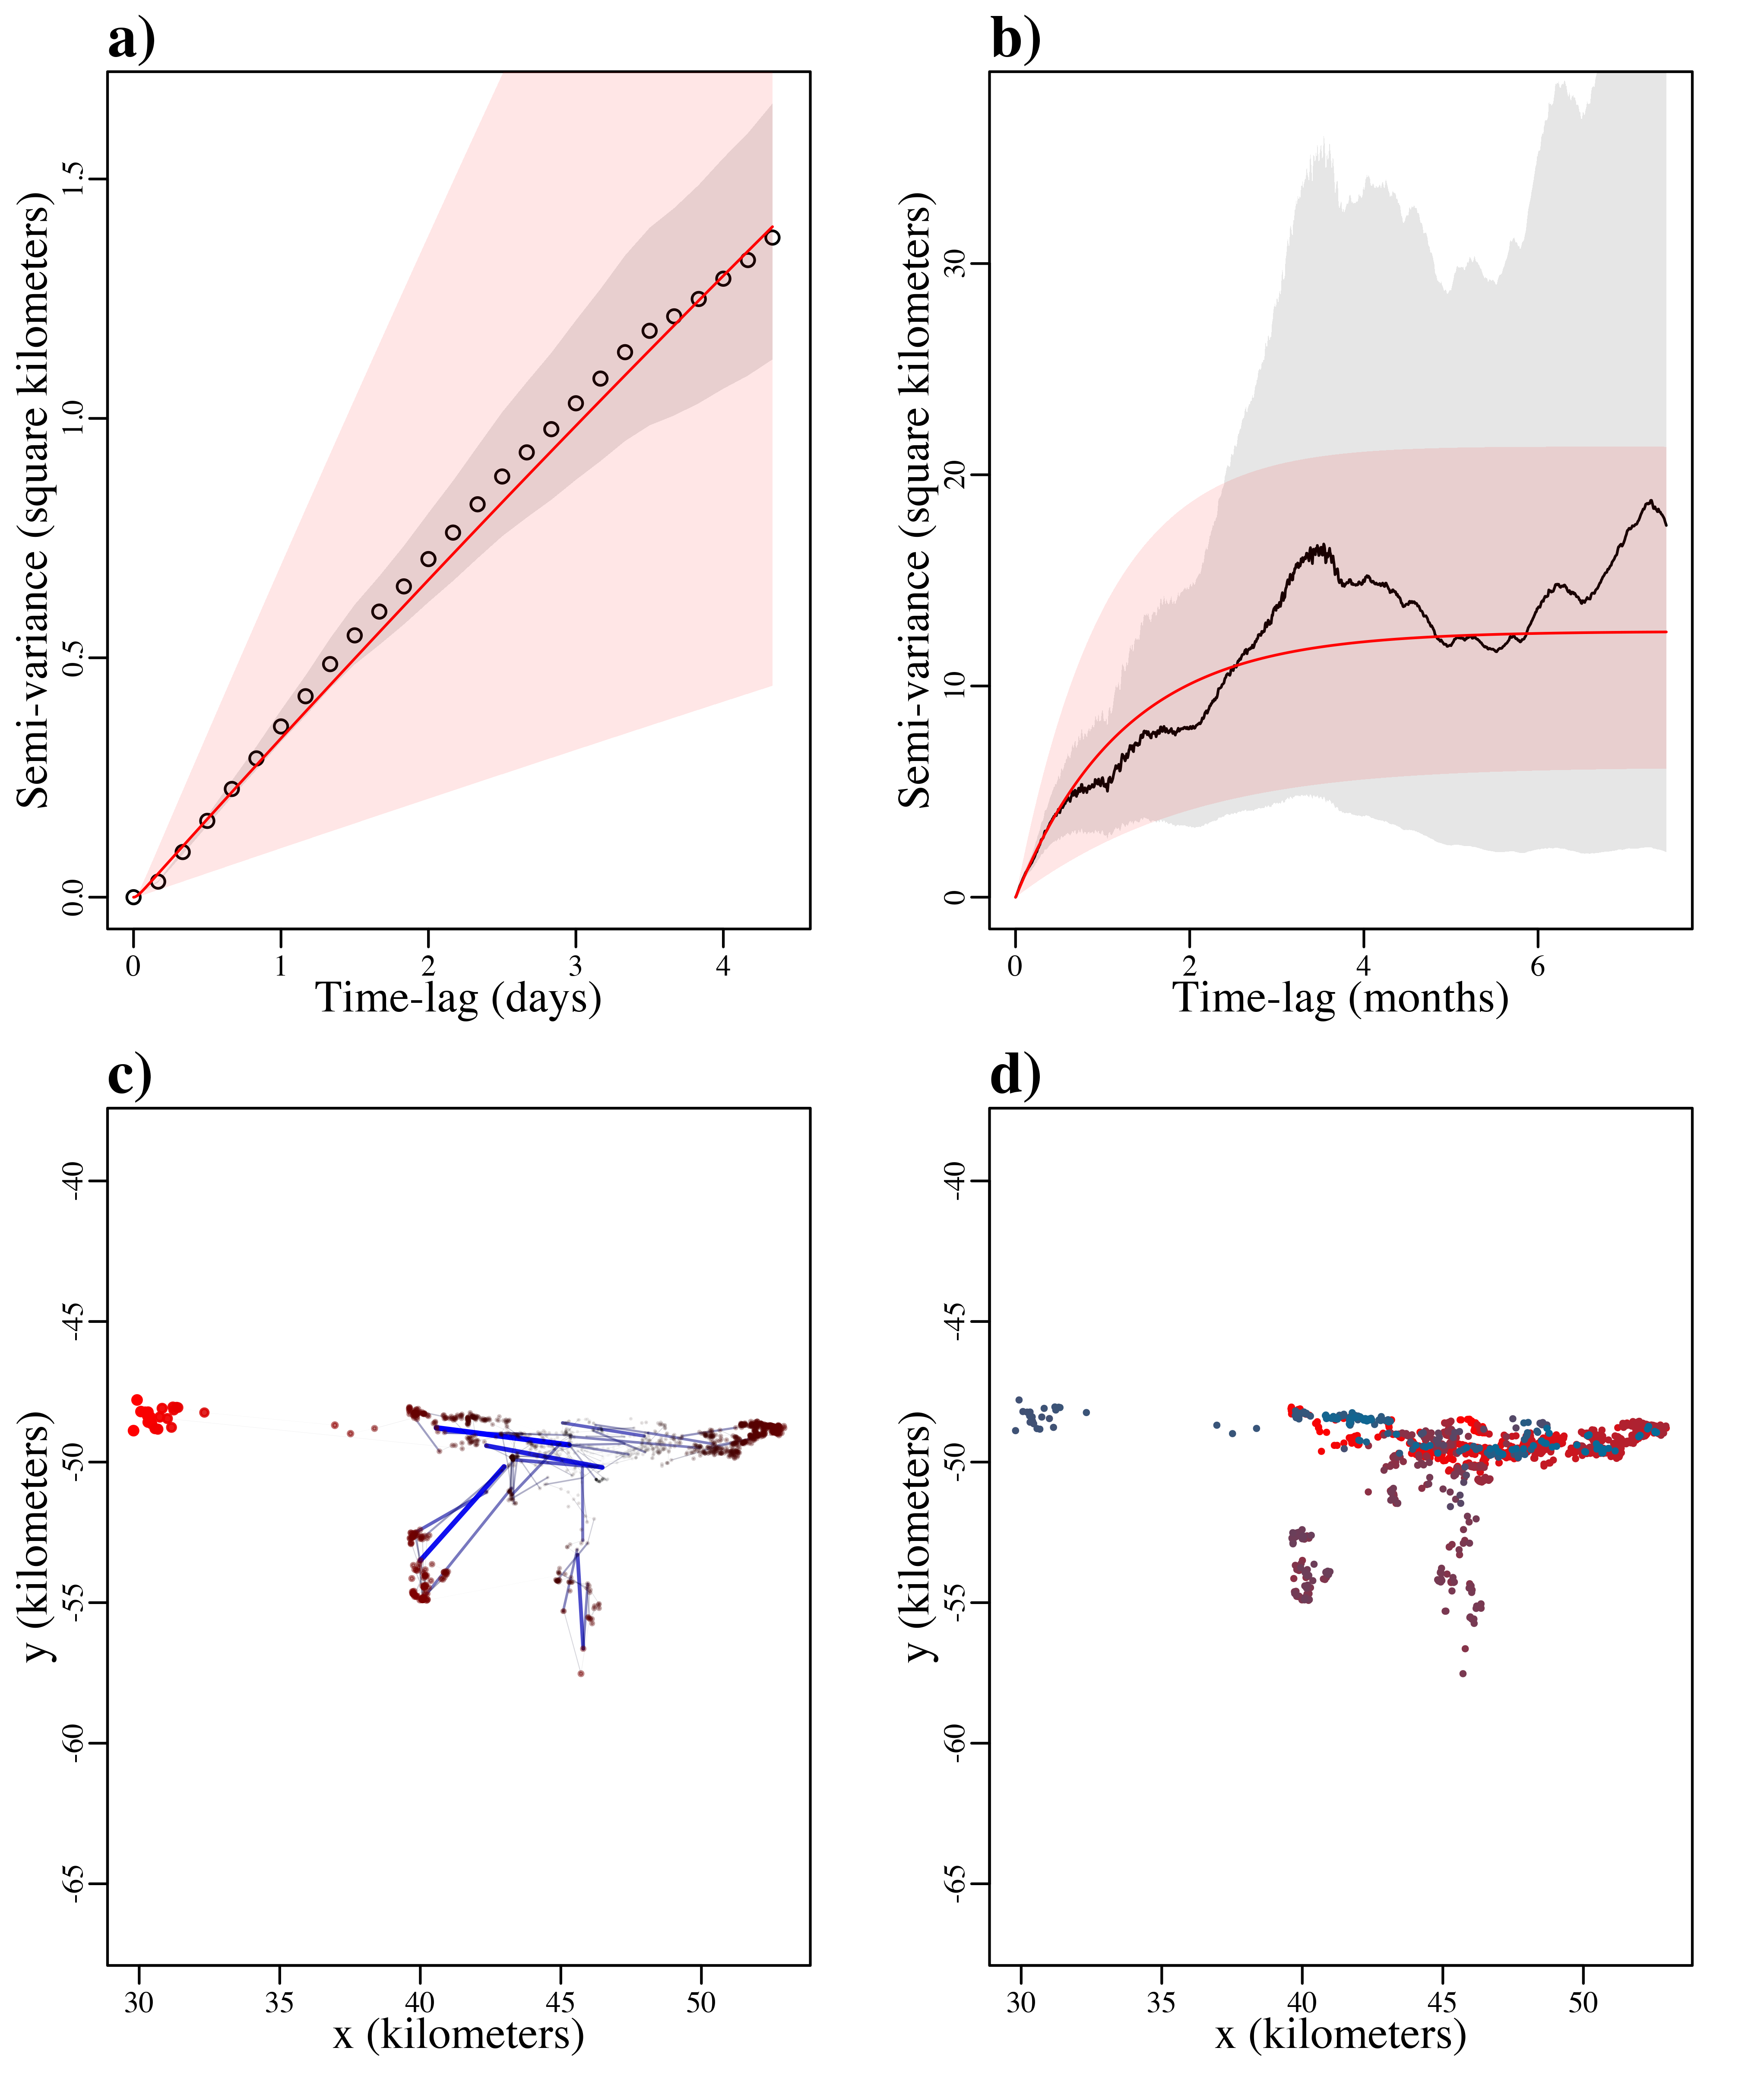 a)
Semi-variance (square kilometers)
1.5
1.0
0.5
0.0
0 1 2 3 4
Time-lag (days)
b)
Semi-variance (square kilometers)
30
20
10
0
0 2 4 6
Time-lag (months)
c)
y (kilometers)
-40
-45
-50
-55
-60
-65
30 35 40 45 50
x (kilometers)
d)
y (kilometers)
-40
-45
-50
-55
-60
-65
30 35 40 45 50
x (kilometers)